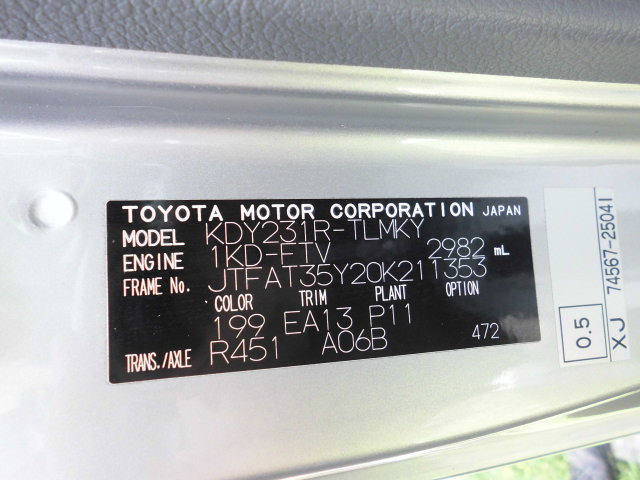 TOYOTA MOTOR CORPORATION JAPAN
MODEL KDY231R-TLMKY
ENGINE 1KD-FTV 2982 mL
FRAME No. JTFAT35Y20K211353
COLOR TRIM PLANT OPTION
199 EA13 P11
TRANS./AXLE R451 A06B 472
0.5
XJ 74567-25041